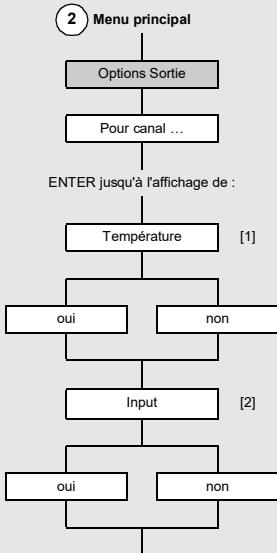 2 Menu principal
Options Sortie
Pour canal …
ENTER jusqu'à l'affichage de :
Température [1]
oui non
Input [2]
oui non